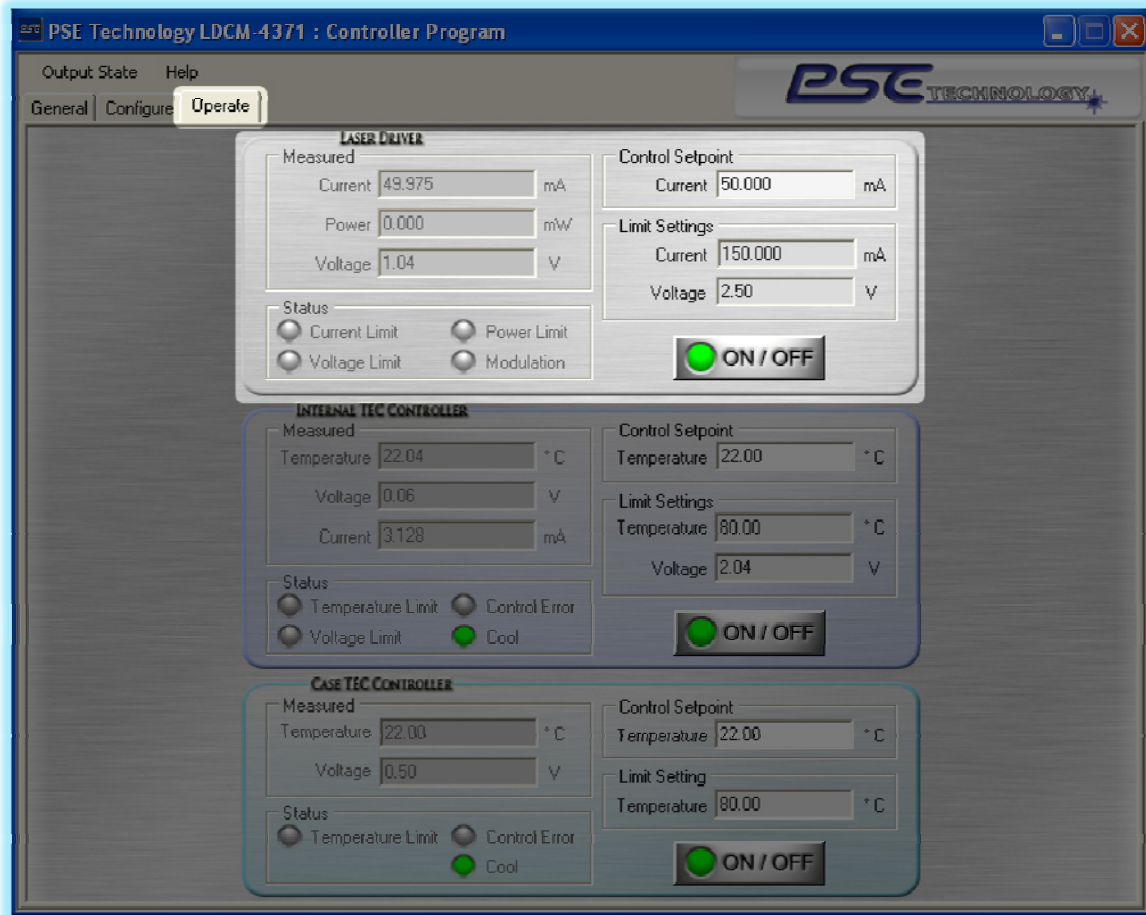 PSE PSE Technology LDCM-4371 : Controller Program
Output State Help
PSE TECHNOLOGY
General Configure Operate
LASER DRIVER
Measured
Current 49.975 mA
Power 0.000 mW
Voltage 1.04 V
Status
Current Limit Power Limit
Voltage Limit Modulation
Control Setpoint
Current 50.000 mA
Limit Settings
Current 150.000 mA
Voltage 2.50 V
ON / OFF
INTERNAL TEC CONTROLLER
Measured
Temperature 22.04 ° C
Voltage 0.06 V
Current 3.128 mA
Status
Temperature Limit Control Error
Voltage Limit Cool
Control Setpoint
Temperature 22.00 ° C
Limit Settings
Temperature 80.00 ° C
Voltage 2.04 V
ON / OFF
CASE TEC CONTROLLER
Measured
Temperature 22.00 ° C
Voltage 0.50 V
Status
Temperature Limit Control Error
Cool
Control Setpoint
Temperature 22.00 ° C
Limit Setting
Temperature 80.00 ° C
ON / OFF